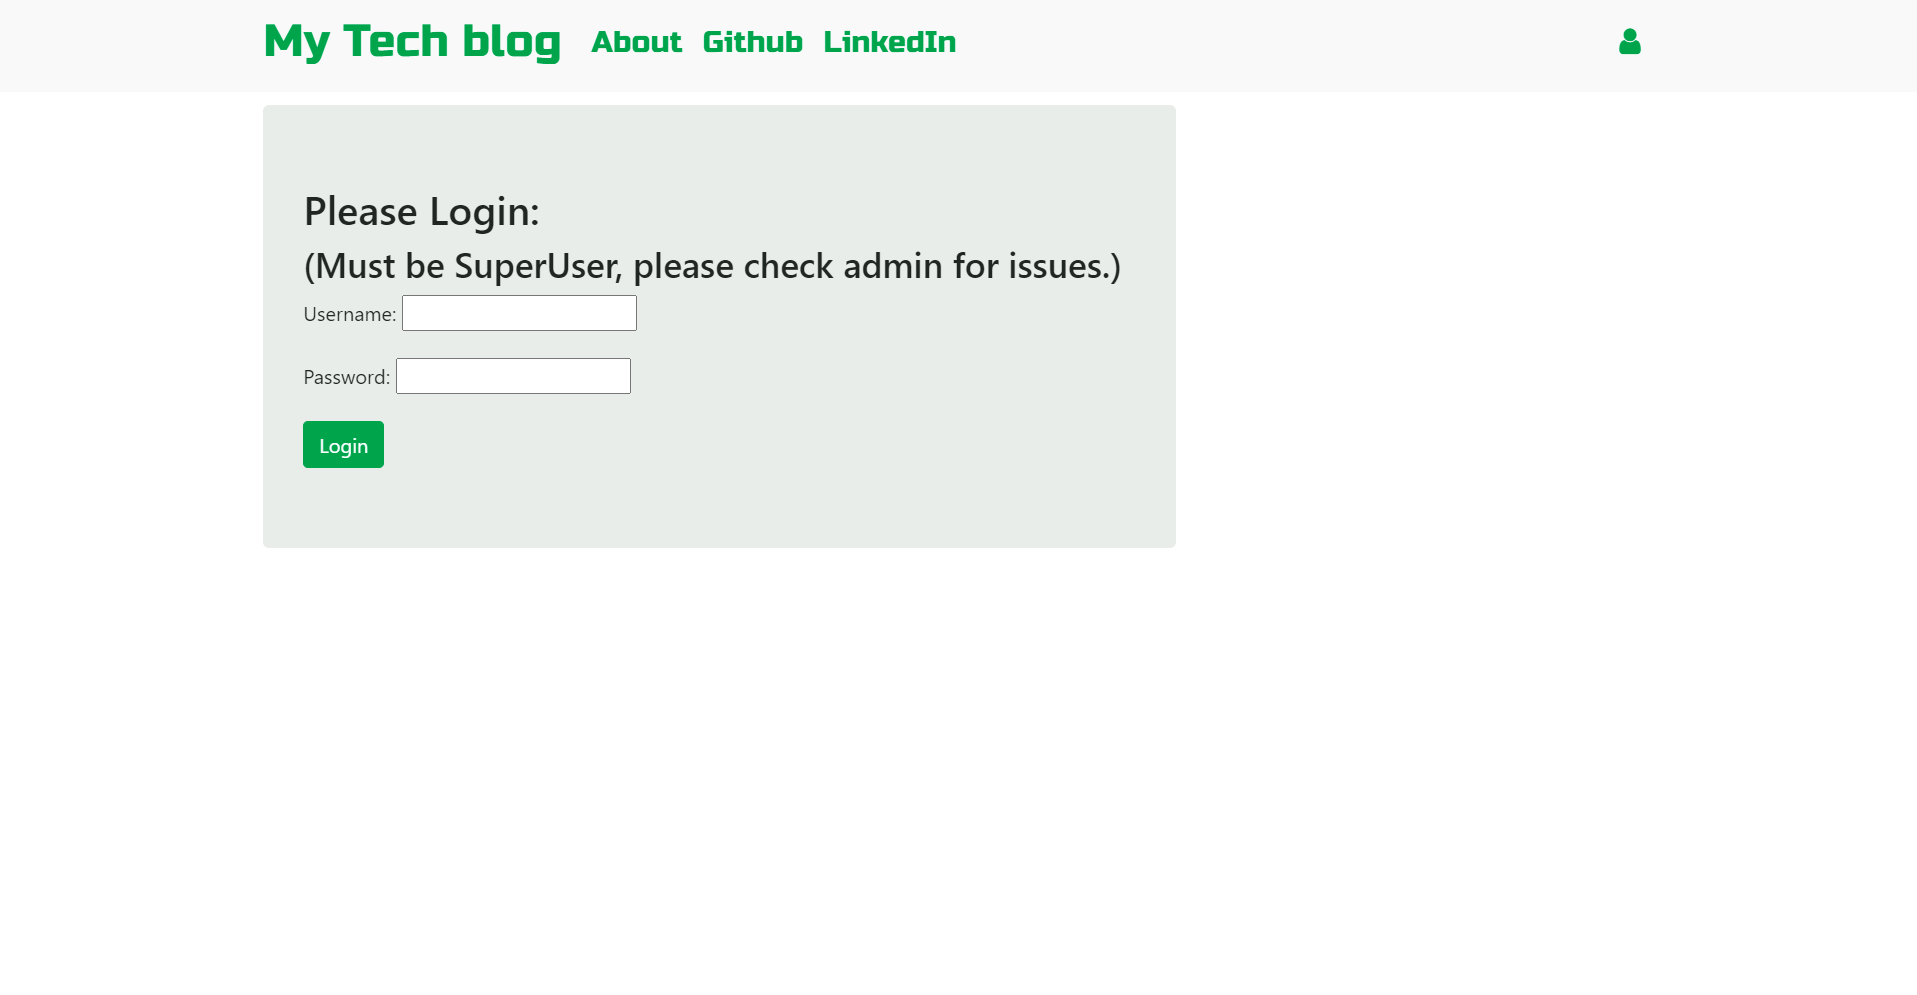 My Tech blog About Github LinkedIn
Please Login:
(Must be SuperUser, please check admin for issues.)
Username:
Password:
Login